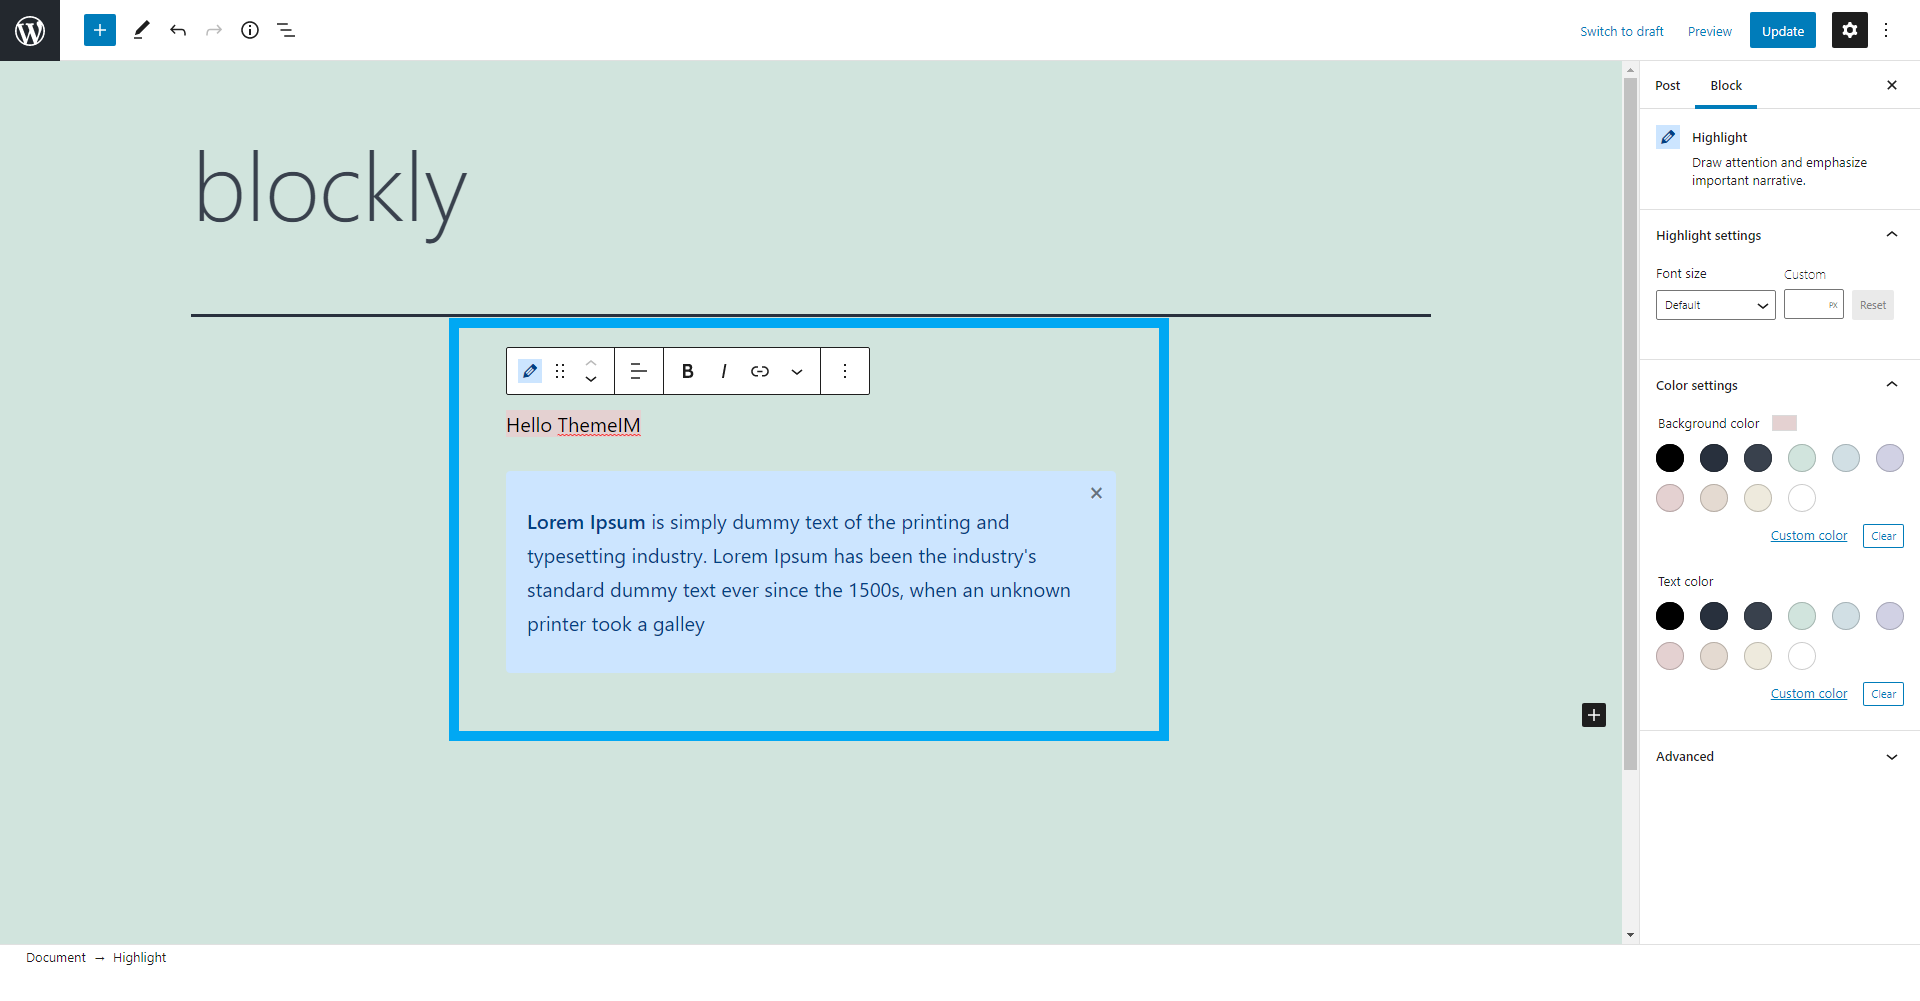 Switch to draft
Preview
Update
blockly
B I
Hello ThemeIM
Lorem Ipsum is simply dummy text of the printing and
typesetting industry. Lorem Ipsum has been the industry's
standard dummy text ever since the 1500s, when an unknown
printer took a galley
Post
Block
Highlight
Draw attention and emphasize
important narrative.
Highlight settings
Font size
Custom
Default
PX
Reset
Color settings
Background color
Custom color
Clear
Text color
Custom color
Clear
Advanced
Document → Highlight